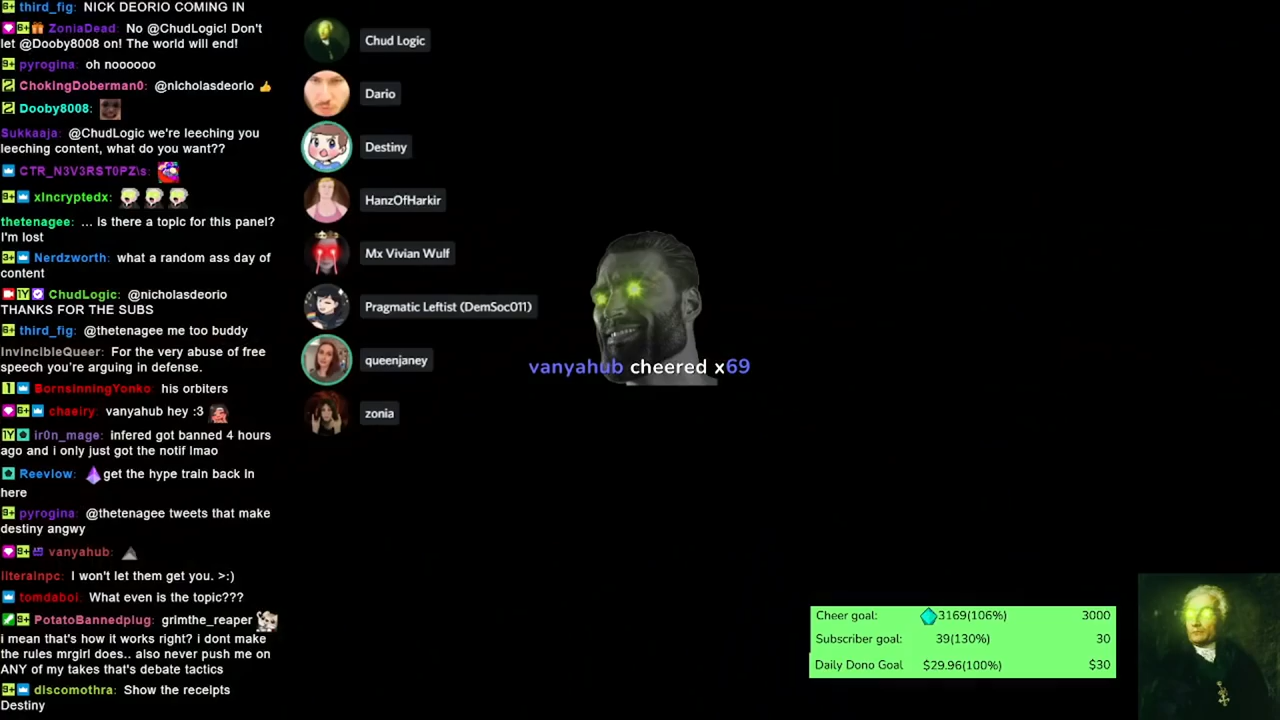 third_fig: NICK DEORIO COMING IN
ZoniaDead: No @ChudLogic! Don't
let @Dooby8008 on! The world will end!
pyrogina: oh nooooo
ChokingDoberman0: @nicholasdeorio
Dooby8008:
Sukkaaja: @ChudLogic we're leeching you
leeching content, what do you want??
CTR_N3V3RST0PZ\s:
xIncryptedx:
thetenagee: ... is there a topic for this panel?
I'm lost
Nerdzworth: what a random ass day of
content
ChudLogic: @nicholasdeorio
THANKS FOR THE SUBS
third_fig: @thetenagee me too buddy
InvincibleQueer: For the very abuse of free
speech you're arguing in defense.
BornsinningYonko: his orbiters
chaeiry: vanyahub hey :3
ir0n_mage: infered got banned 4 hours
ago and i only just got the notif lmao
Reevlow: get the hype train back in
here
pyrogina: @thetenagee tweets that make
destiny angwy
vanyahub:
literalnpc: I won't let them get you. >:)
tomdaboi: What even is the topic???
PotatoBannedplug: grimthe_reaper
i mean that's how it works right? i dont make
the rules mrgirl does.. also never push me on
ANY of my takes that's debate tactics
discomothra: Show the receipts
Destiny
Chud Logic
Dario
Destiny
HanzOfHarkir
Mx Vivian Wulf
Pragmatic Leftist (DemSoc011)
queenjaney
zonia
vanyahub cheered x69
Cheer goal: 3169(106%) 3000
Subscriber goal: 39(130%) 30
Daily Dono Goal $29.96(100%) $30